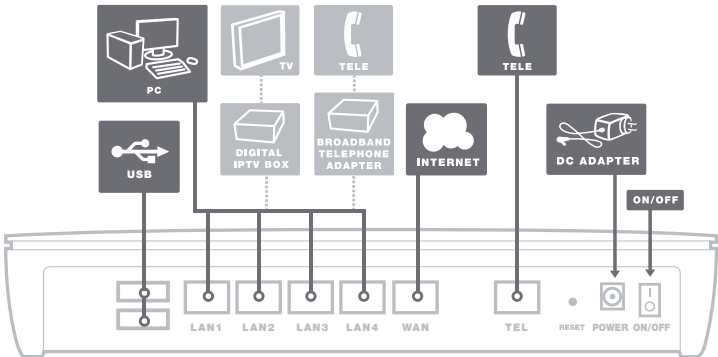 PC
TV
TELE
TELE
DIGITAL
IPTV BOX
BROADBAND
TELEPHONE
ADAPTER
USB
INTERNET
DC ADAPTER
ON/OFF
LAN1
LAN2
LAN3
LAN4
WAN
TEL
RESET
POWER
ON/OFF